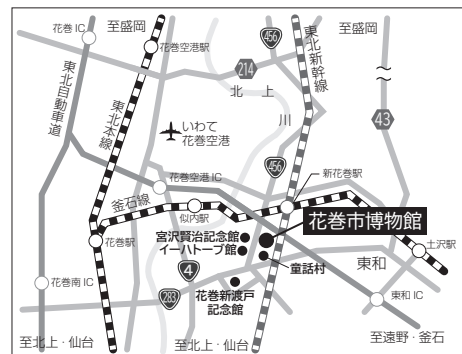 至盛岡
至盛岡
花巻IC
花巻空港駅
456
東北新幹線
214
北上川
東北自動車道
東北本線
いわて
花巻空港
43
花巻空港IC
456
新花巻駅
釜石線
似内駅
花巻市博物館
宮沢賢治記念館
イーハトーブ館
花巻駅
土沢駅
童話村
東和
4
花巻南IC
283
花巻新渡戸
記念館
東和IC
至北上・仙台
至北上・仙台
至遠野・釜石